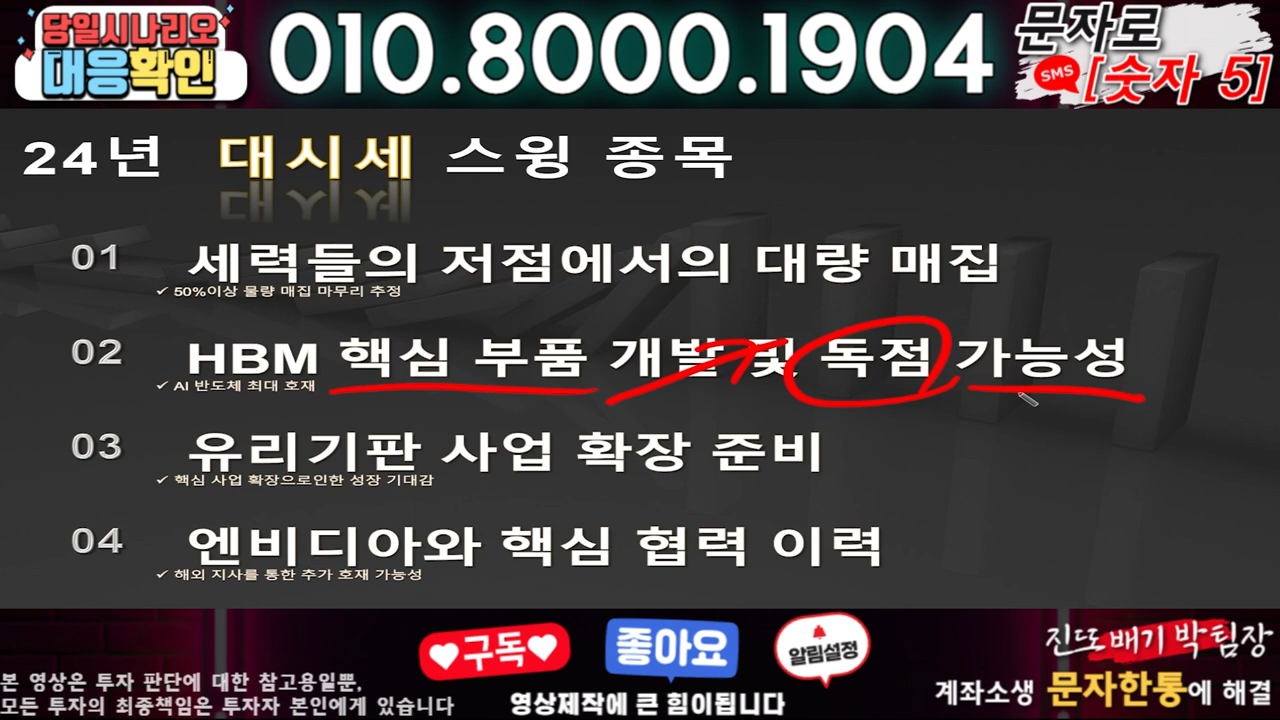 당일시나리오
대응확인
010.8000.1904
문자로
SMS
[숫자 5]
24년 대시세 스윙 종목
01 세력들의 저점에서의 대량 매집
✓ 50%이상 물량 매집 마무리 추정
02 HBM 핵심 부품 개발 및 독점 가능성
✓ AI 반도체 최대 호재
03 유리기판 사업 확장 준비
✓ 핵심 사업 확장으로인한 성장 기대감
04 엔비디아와 핵심 협력 이력
✓ 해외 지사를 통한 추가 호재 가능성
구독
좋아요
알림설정
영상제작에 큰 힘이됩니다
본 영상은 투자 판단에 대한 참고용일뿐,
모든 투자의 최종책임은 투자자 본인에게 있습니다
진또배기 박팀장
계좌소생 문자한통에 해결